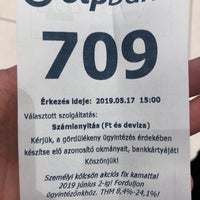 otpbank
709
Érkezés ideje: 2019.05.17 15:00
Választott szolgáltatás:
Számlanyitás (Ft és deviza)
Kérjük, a gördülékeny ügyintézés érdekében
készítse elő azonosító okmányait, bankkártyáját!
Köszönjük!
Személyi kölcsön akciós fix kamattal
2019 június 2-ig! Forduljon
ügyintézőnkhöz. THM 8,4%-24,1%!